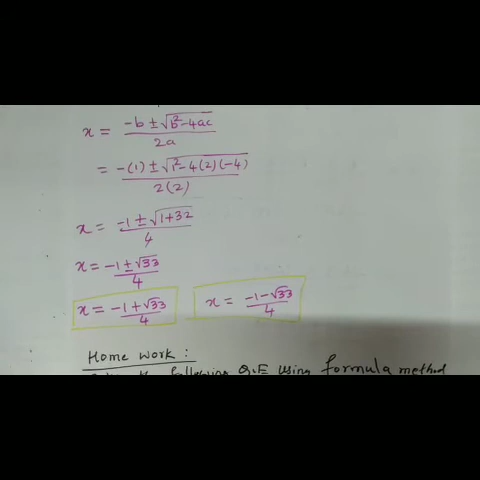 x = -b ± √b²-4ac / 2a
= -(1) ± √1²-4(2)(-4) / 2(2)
x = -1 ± √1+32 / 4
x = -1 ± √33 / 4
x = -1 + √33 / 4 x = -1 - √33 / 4
Home work :
following Q.E using formula method